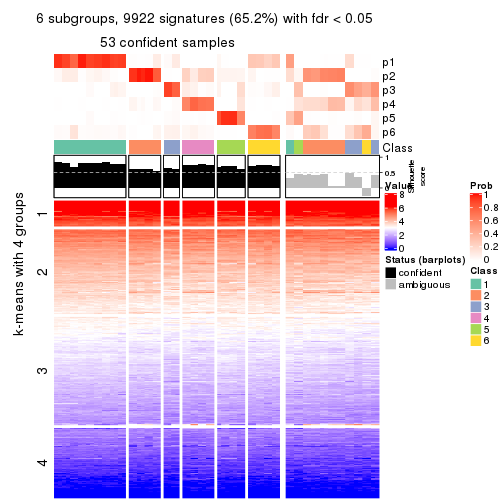 6 subgroups, 9922 signatures (65.2%) with fdr < 0.05
53 confident samples
p1
p2
p3
p4
p5
p6
Class
1
0.5
0
Silhouette
score
k-means with 4 groups
1
2
3
4
Value
8
6
4
2
0
Status (barplots)
confident
ambiguous
Prob
1
0.8
0.6
0.4
0.2
0
Class
1
2
3
4
5
6